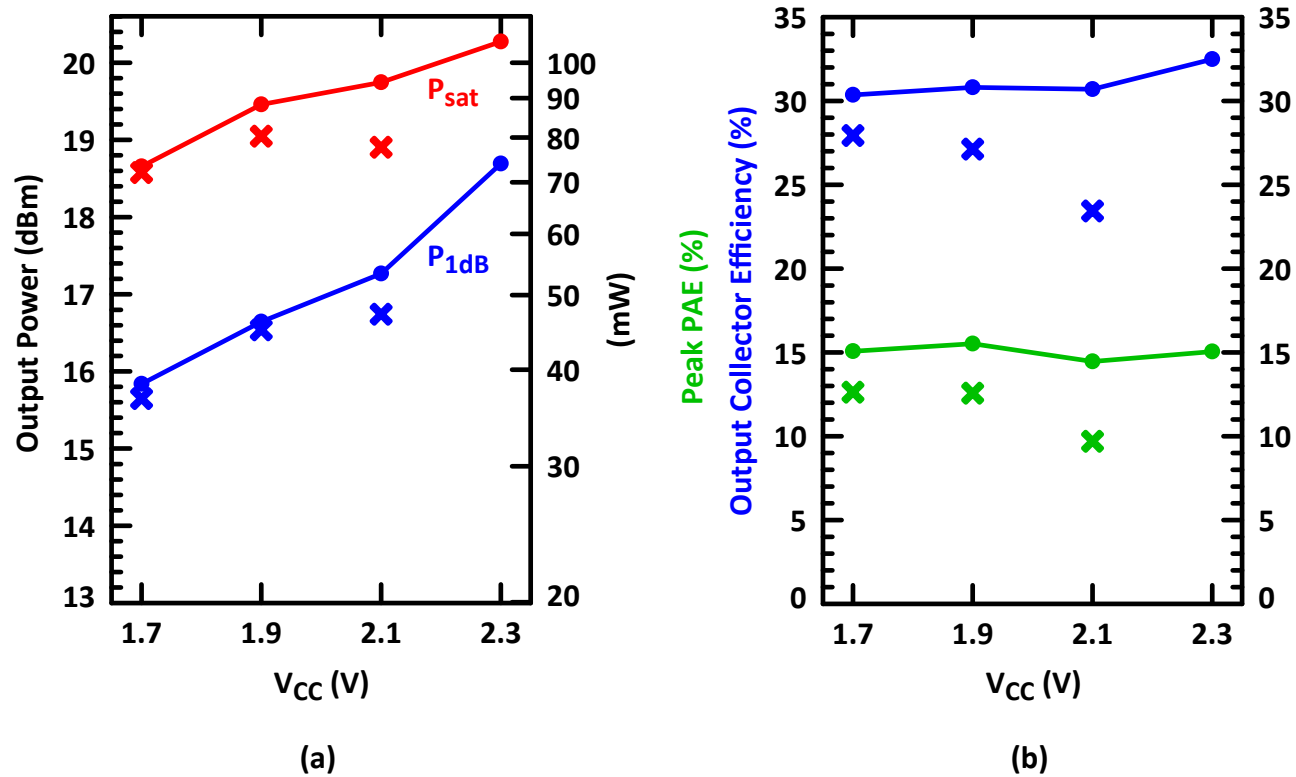 20
19
18
17
16
15
14
13
Output Power (dBm)
Psat
P1dB
100
90
80
70
60
50
40
30
20
(mW)
1.7 1.9 2.1 2.3
VCC (V)
(a)
Peak PAE (%)
Output Collector Efficiency (%)
35
30
25
20
15
10
5
0
35
30
25
20
15
10
5
0
1.7 1.9 2.1 2.3
VCC (V)
(b)